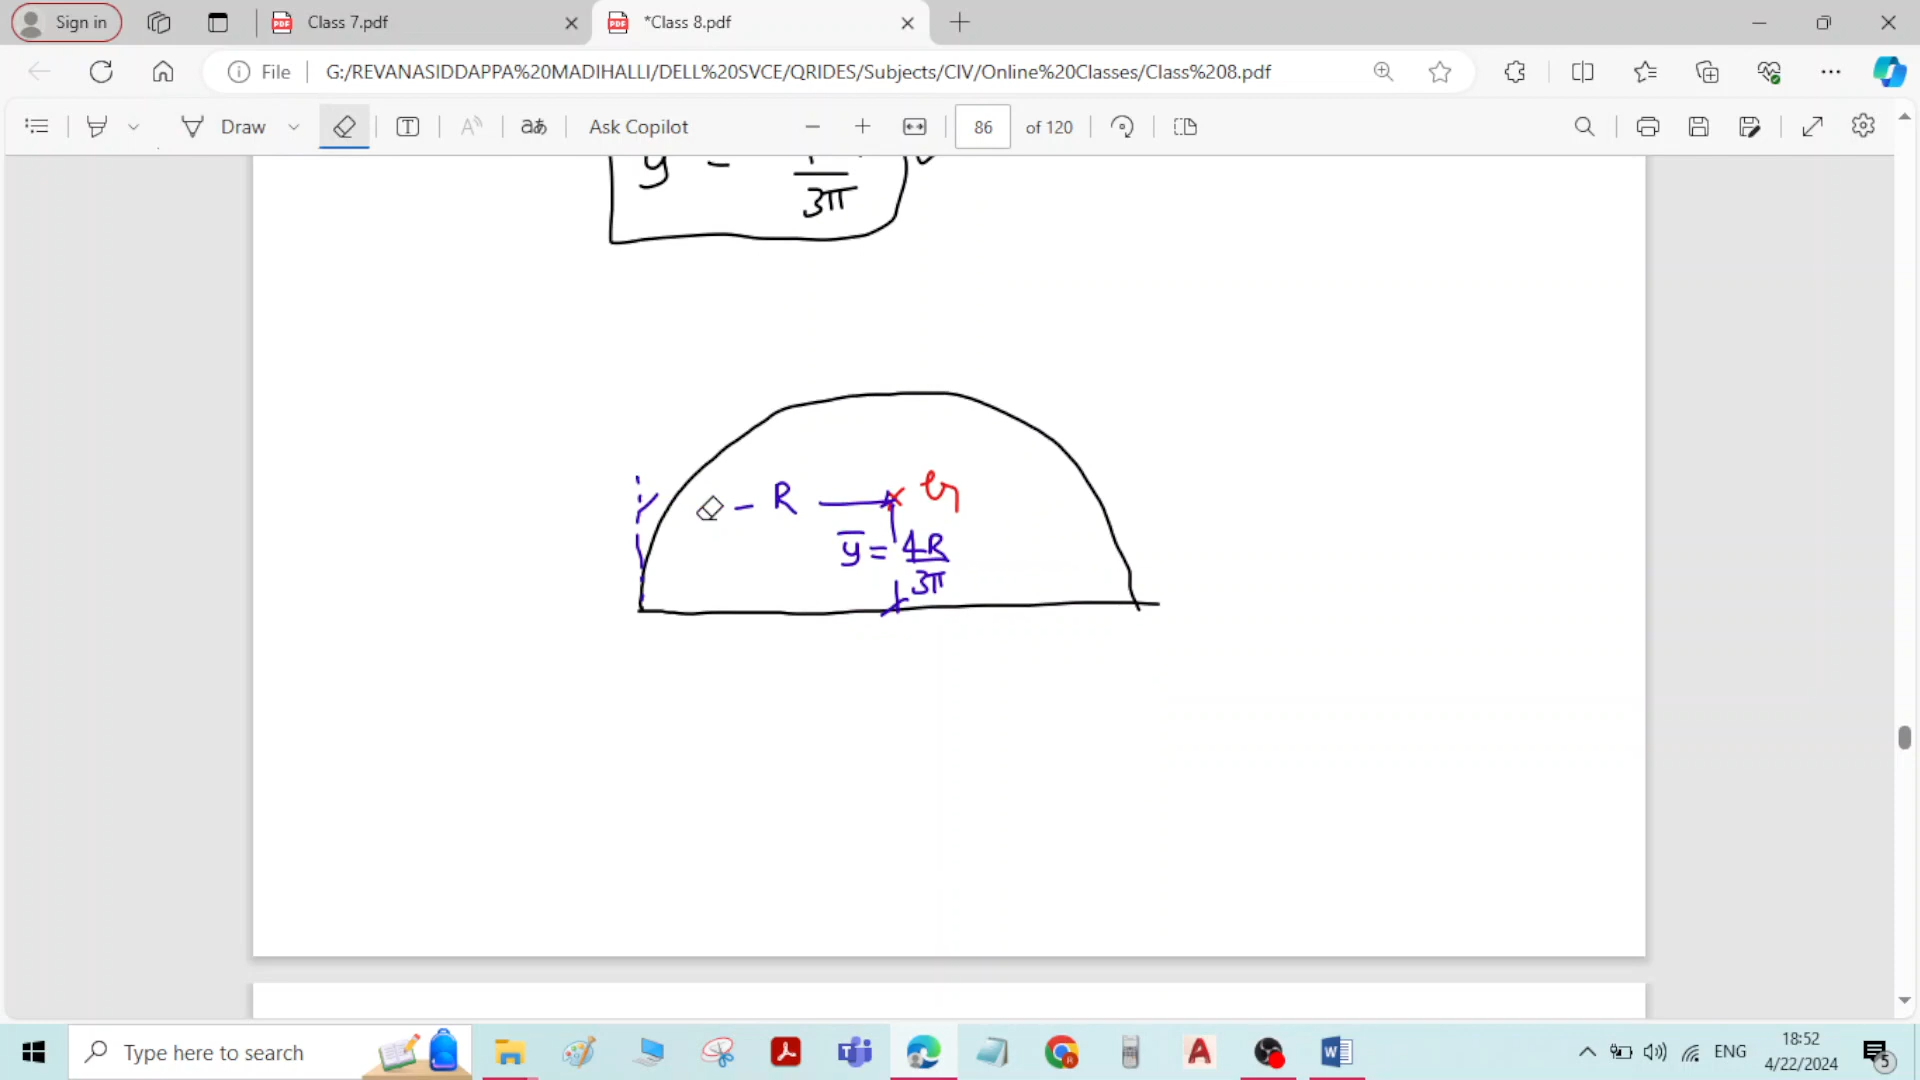 Sign in
Class 7.pdf
*Class 8.pdf
File
G:/REVANASIDDAPPA%20MADIHALLI/DELL%20SVCE/QRIDES/Subjects/CIV/Online%20Classes/Class%208.pdf
Draw
Ask Copilot
86 of 120
y =
3π
R
G
y̅ = 4R
3π
Type here to search
ENG
18:52
4/22/2024
5